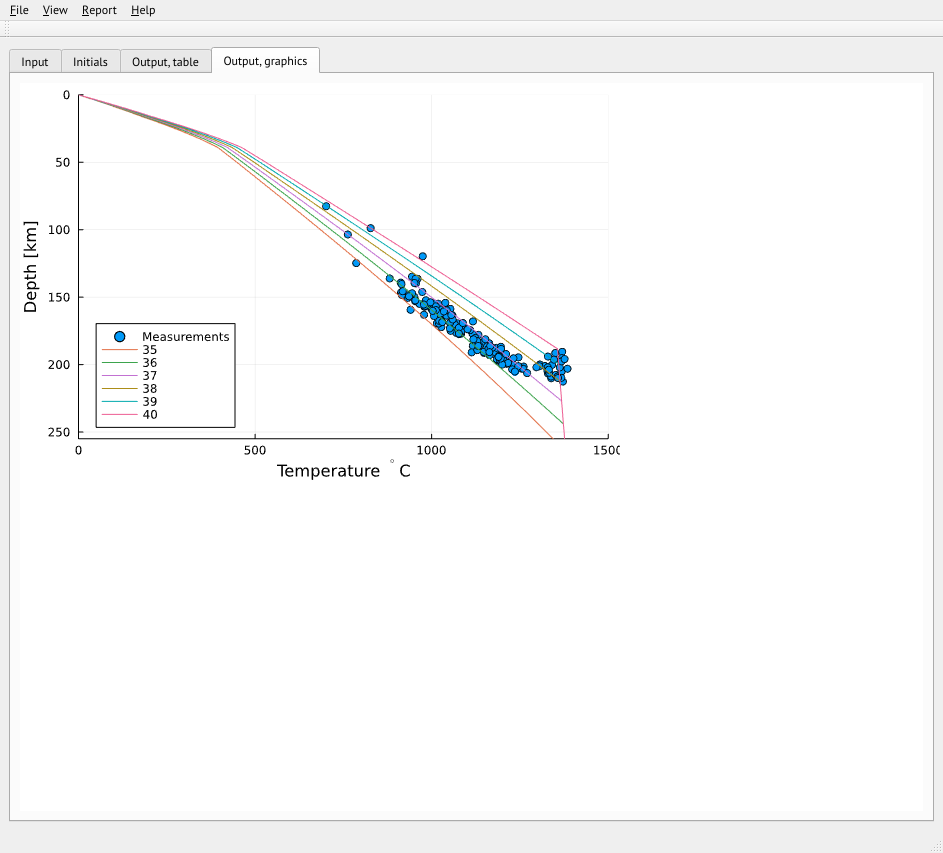 File View Report Help
Input Initials Output, table Output, graphics
0
50
100
150
200
250
Depth [km]
Measurements
35
36
37
38
39
40
0 500 1000 1500
Temperature °C